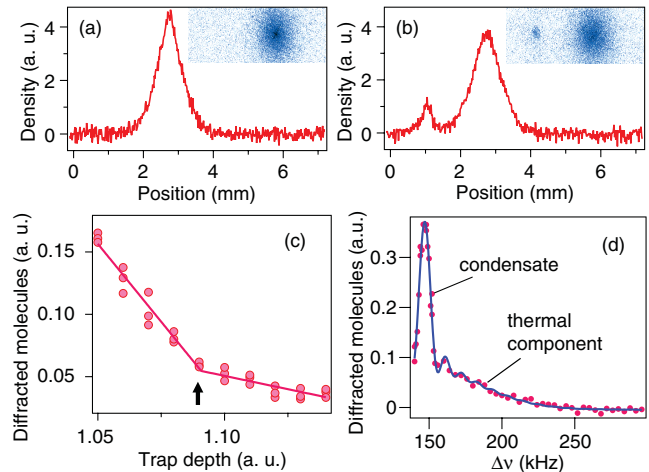 (a)
Density (a. u.)
4
2
0
0 2 4 6
Position (mm)
(b)
Density (a. u.)
4
2
0
0 2 4 6
Position (mm)
(c)
Diffracted molecules (a. u.)
0.15
0.10
0.05
1.05 1.10
Trap depth (a. u.)
(d)
Diffracted molecules (a.u.)
0.3
0.2
0.1
0
condensate
thermal
component
150 200 250
Δν (kHz)